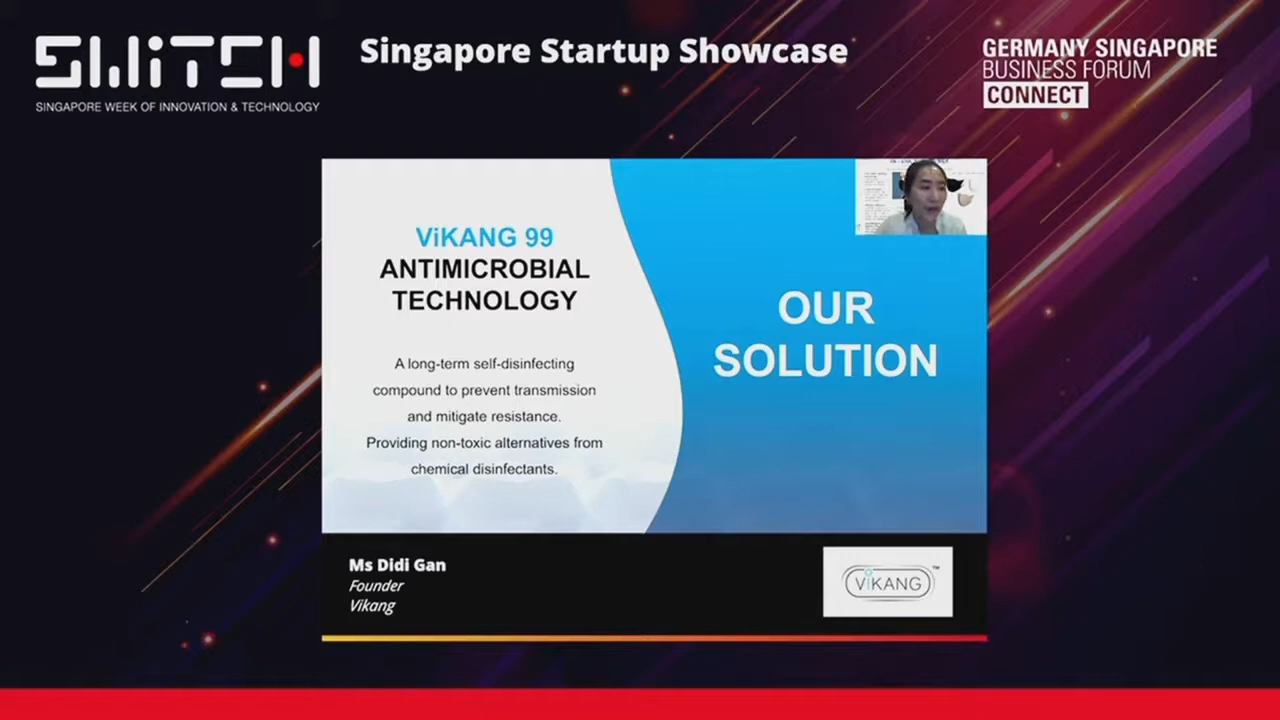 SWITCH
SINGAPORE WEEK OF INNOVATION & TECHNOLOGY
Singapore Startup Showcase
GERMANY SINGAPORE
BUSINESS FORUM
CONNECT
ViKANG 99
ANTIMICROBIAL
TECHNOLOGY
A long-term self-disinfecting
compound to prevent transmission
and mitigate resistance.
Providing non-toxic alternatives from
chemical disinfectants.
OUR
SOLUTION
Ms Didi Gan
Founder
Vikang
ViKANG™